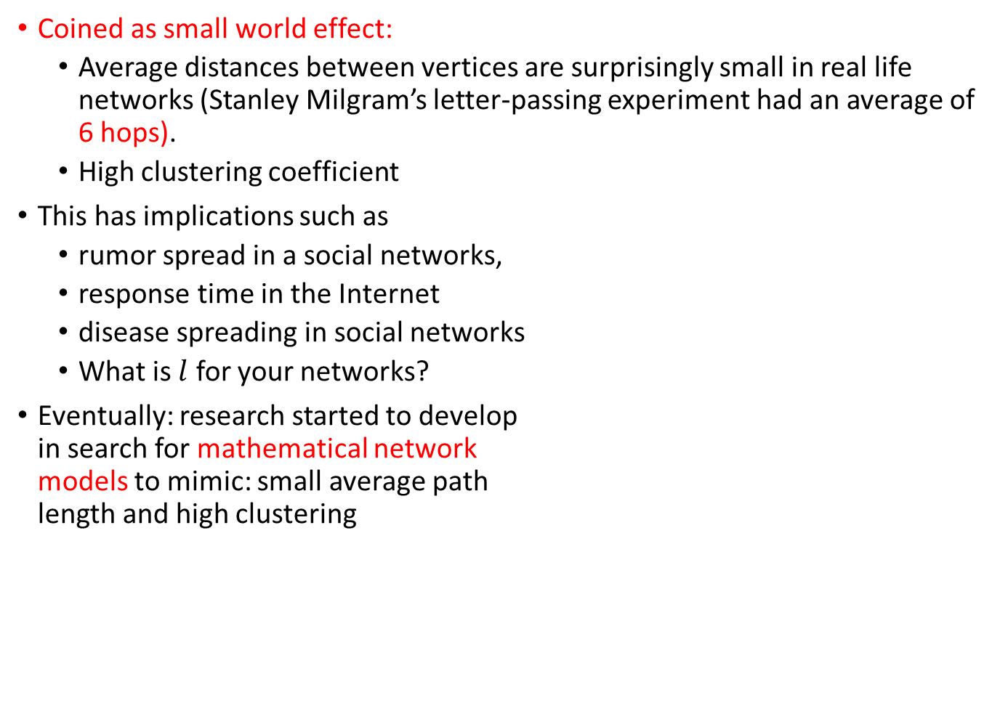 • Coined as small world effect:
• Average distances between vertices are surprisingly small in real life
networks (Stanley Milgram’s letter-passing experiment had an average of
6 hops).
• High clustering coefficient
• This has implications such as
• rumor spread in a social networks,
• response time in the Internet
• disease spreading in social networks
• What is l for your networks?
• Eventually: research started to develop
in search for mathematical network
models to mimic: small average path
length and high clustering